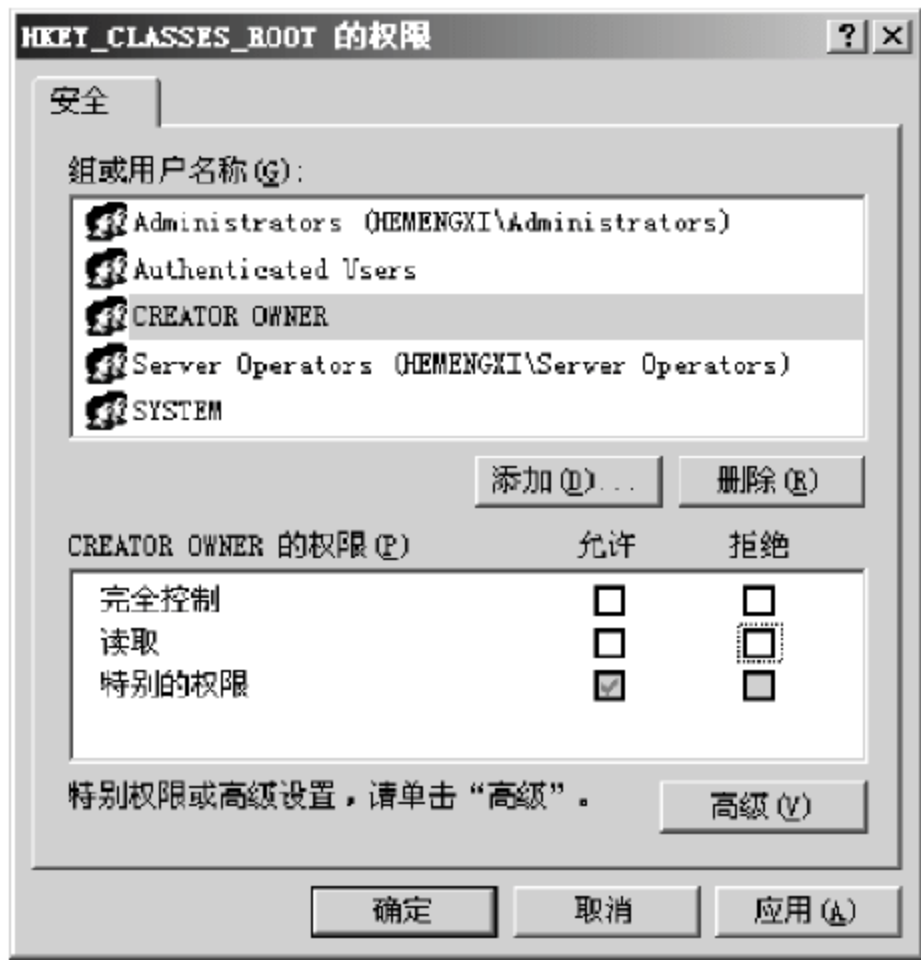 HKEY_CLASSES_ROOT 的权限
安全
组或用户名称(G):
Administrators (HEMENGXI\Administrators)
Authenticated Users
CREATOR OWNER
Server Operators (HEMENGXI\Server Operators)
SYSTEM
添加(D)... 删除(R)
CREATOR OWNER 的权限(P) 允许 拒绝
完全控制
读取
特别的权限
特别权限或高级设置，请单击“高级”。 高级(V)
确定 取消 应用(A)